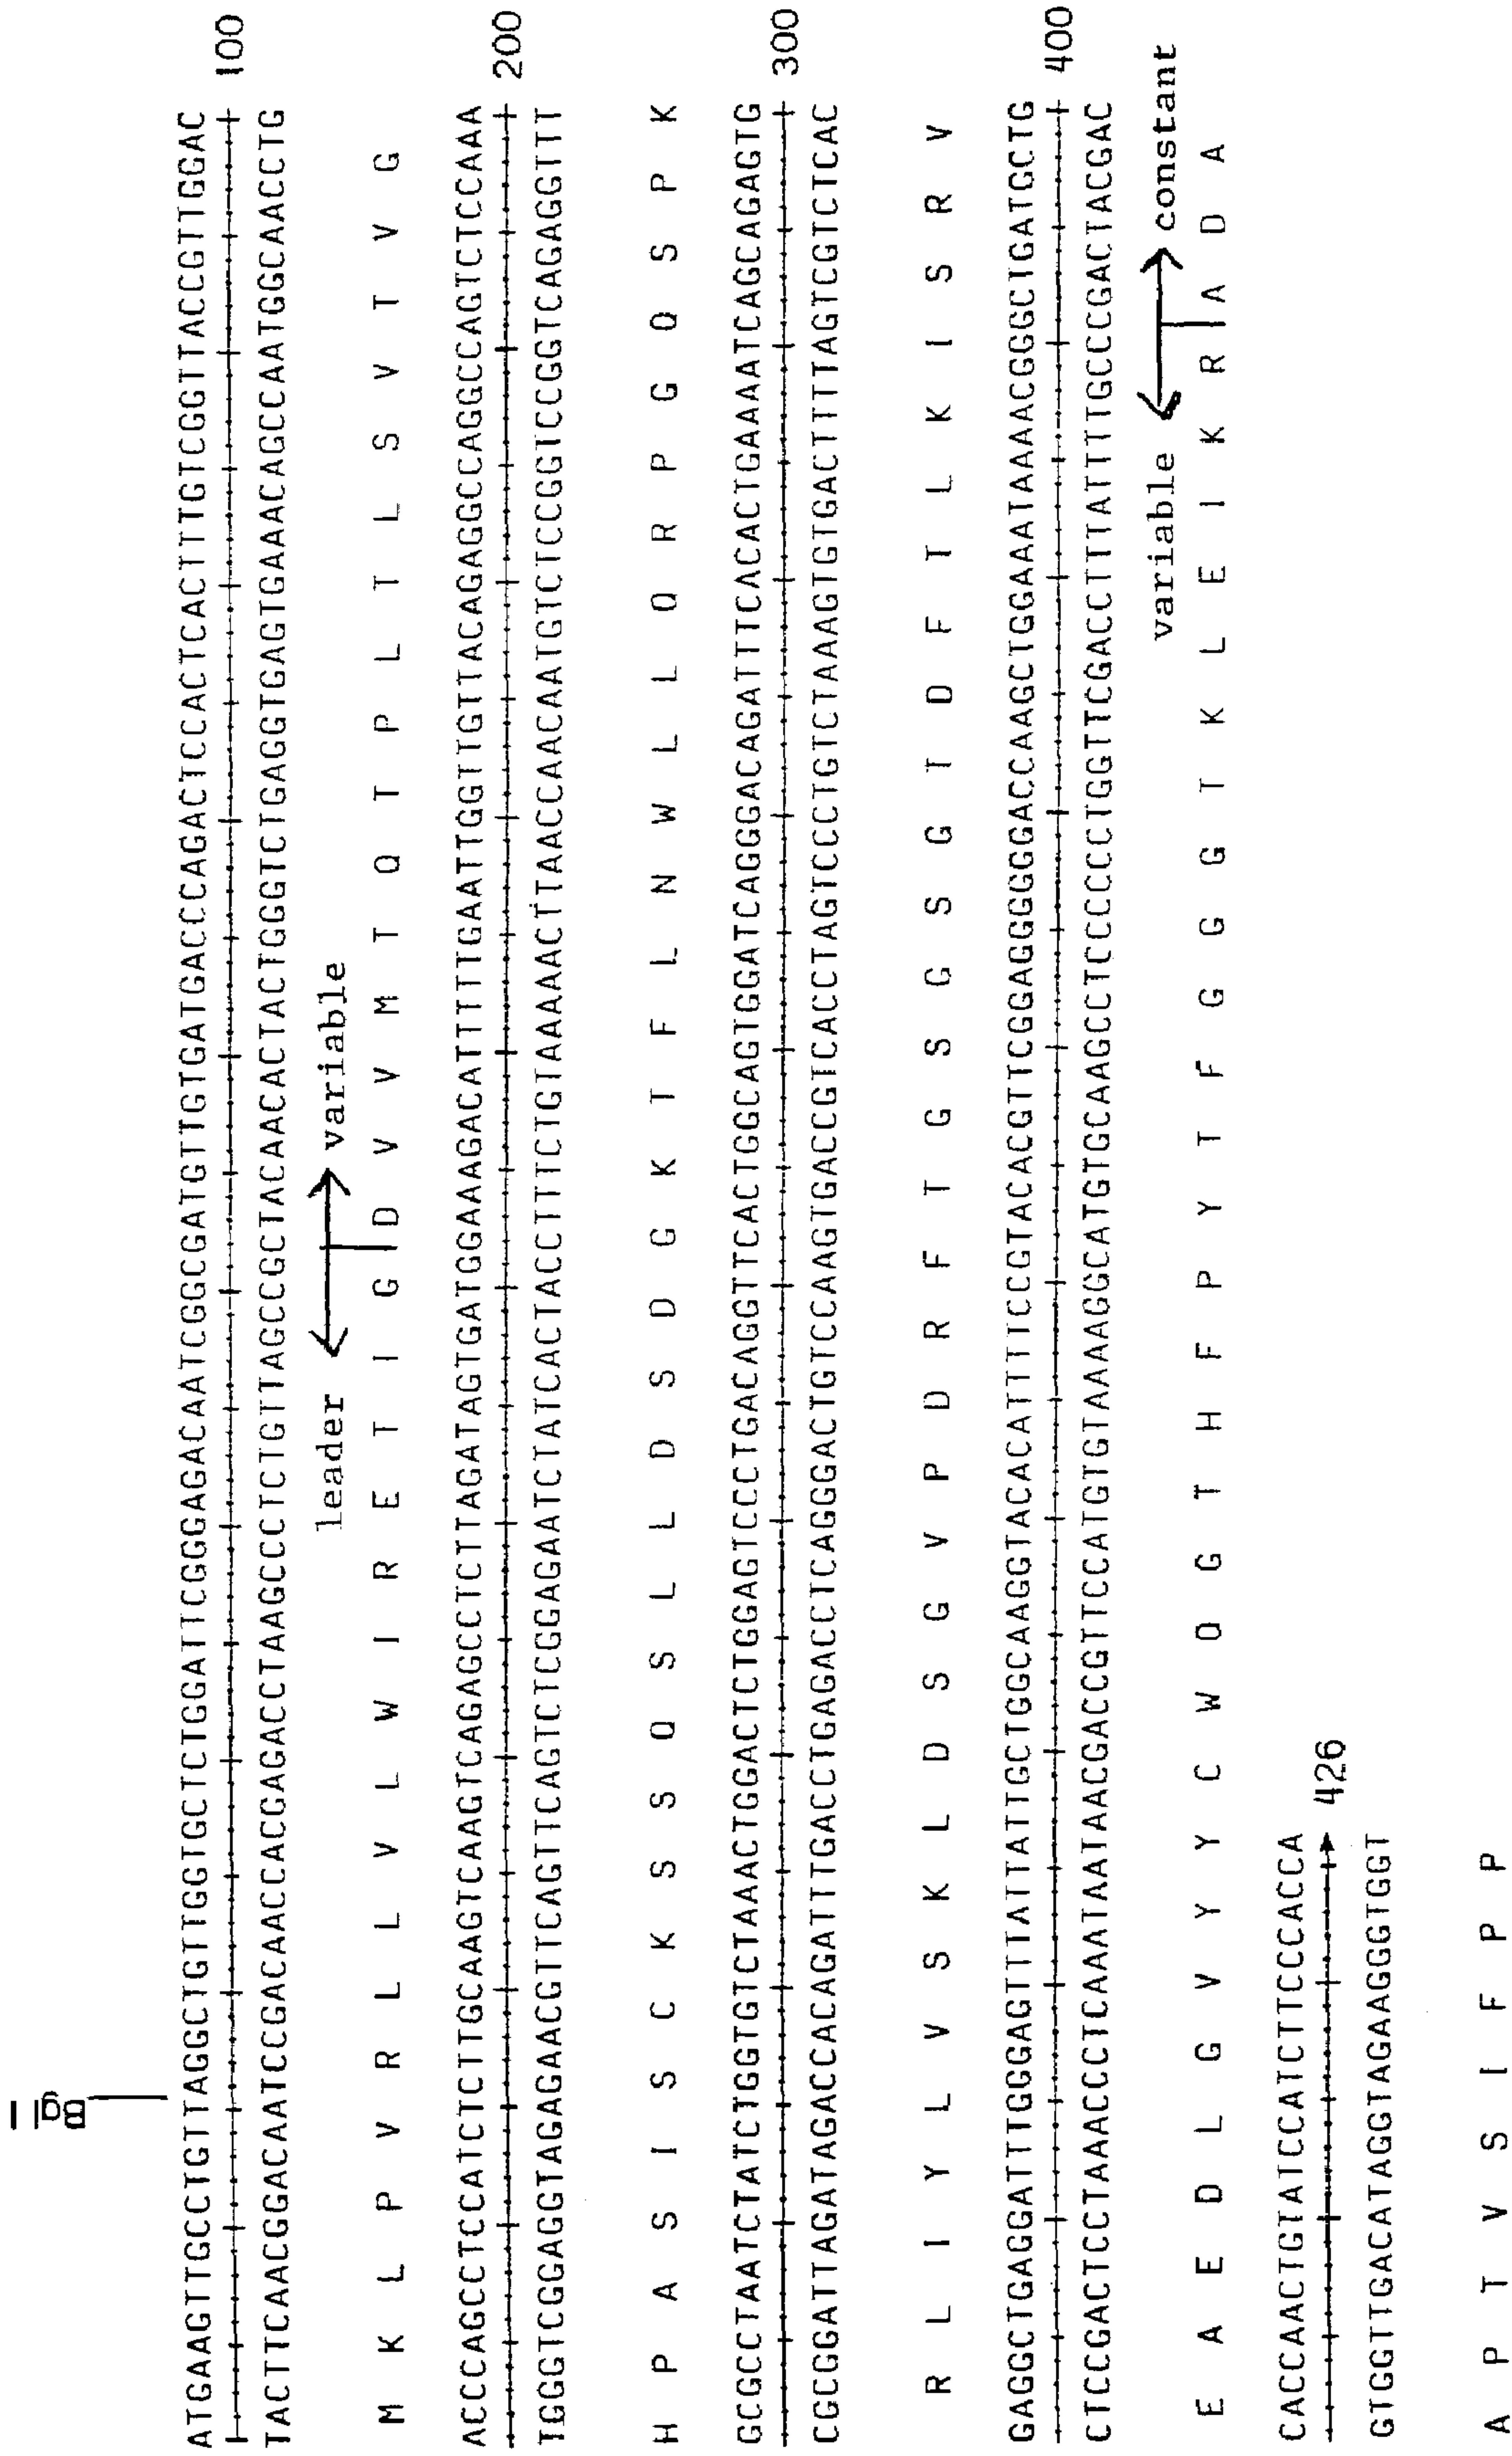 Bgl I
ATGAAGTTGCCTGTTAGGCTGTTGGTGCTCTGGATTCGGGAGACAATCGGCGATGTTGTGATGACCCAGACTCCACTCACTTTGTCGGTTACCGTTGGAC
100
TACTTCAACGGACAATCCGACAACCACGAGACCTAAGCCCTCTGTTAGCCGCTACAACACTACTGGGTCTGAGGTGAGTGAAACAGCCAATGGCAACCTG
leader variable
M K L P V R L L V L W I R E T I G D V V M T Q T P L T L S V T V G
ACCCAGCCTCCATCTCTTGCAAGTCAAGTCAGAGCCTCTTAGATAGTGATGGAAAGACATTTTTGAATTGGTTGTTACAGAGGCCAGGCCAGTCTCCAAA
200
TGGGTCGGAGGTAGAGAACGTTCAGTTCAGTCTCGGAGAATCTATCACTACCTTTCTGTAAAAACTTAACCAACAATGTCTCCGGTCCGGTCAGAGGTTT
H P A S I S C K S S Q S L L D S D G K T F L N W L L Q R P G Q S P K
GCGCCTAATCTATCTGGTGTCTAAACTGGACTCTGGAGTCCCTGACAGGTTCACTGGCAGTGGATCAGGGACAGATTTCACACTGAAAATCAGCAGAGTG
300
CGCGGATTAGATAGACCACAGATTTGACCTGAGACCTCAGGGACTGTCCAAGTGACCGTCACCTAGTCCCTGTCTAAAGTGTGACTTTTAGTCGTCTCAC
R L I Y L V S K L D S G V P D R F T G S G S G T D F T L K I S R V
GAGGCTGAGGATTTGGGAGTTTATTATTGCTGGCAAGGTACACATTTTCCGTACACGTTCGGAGGGGGGACCAAGCTGGAAATAAAACGGGCTGATGCTG
400
CTCCGACTCCTAAACCCTCAAATAATAACGACCGTTCCATGTGTAAAAGGCATGTGCAAGCCTCCCCCCTGGTTCGACCTTTATTTTGCCCGACTACGAC
variable constant
E A E D L G V Y Y C W Q G T H F P Y T F G G G T K L E I K R A D A
CACCAACTGTATCCATCTTCCCACCA
426
GTGGTTGACATAGGTAGAAGGGTGGT
A P T V S I F P P